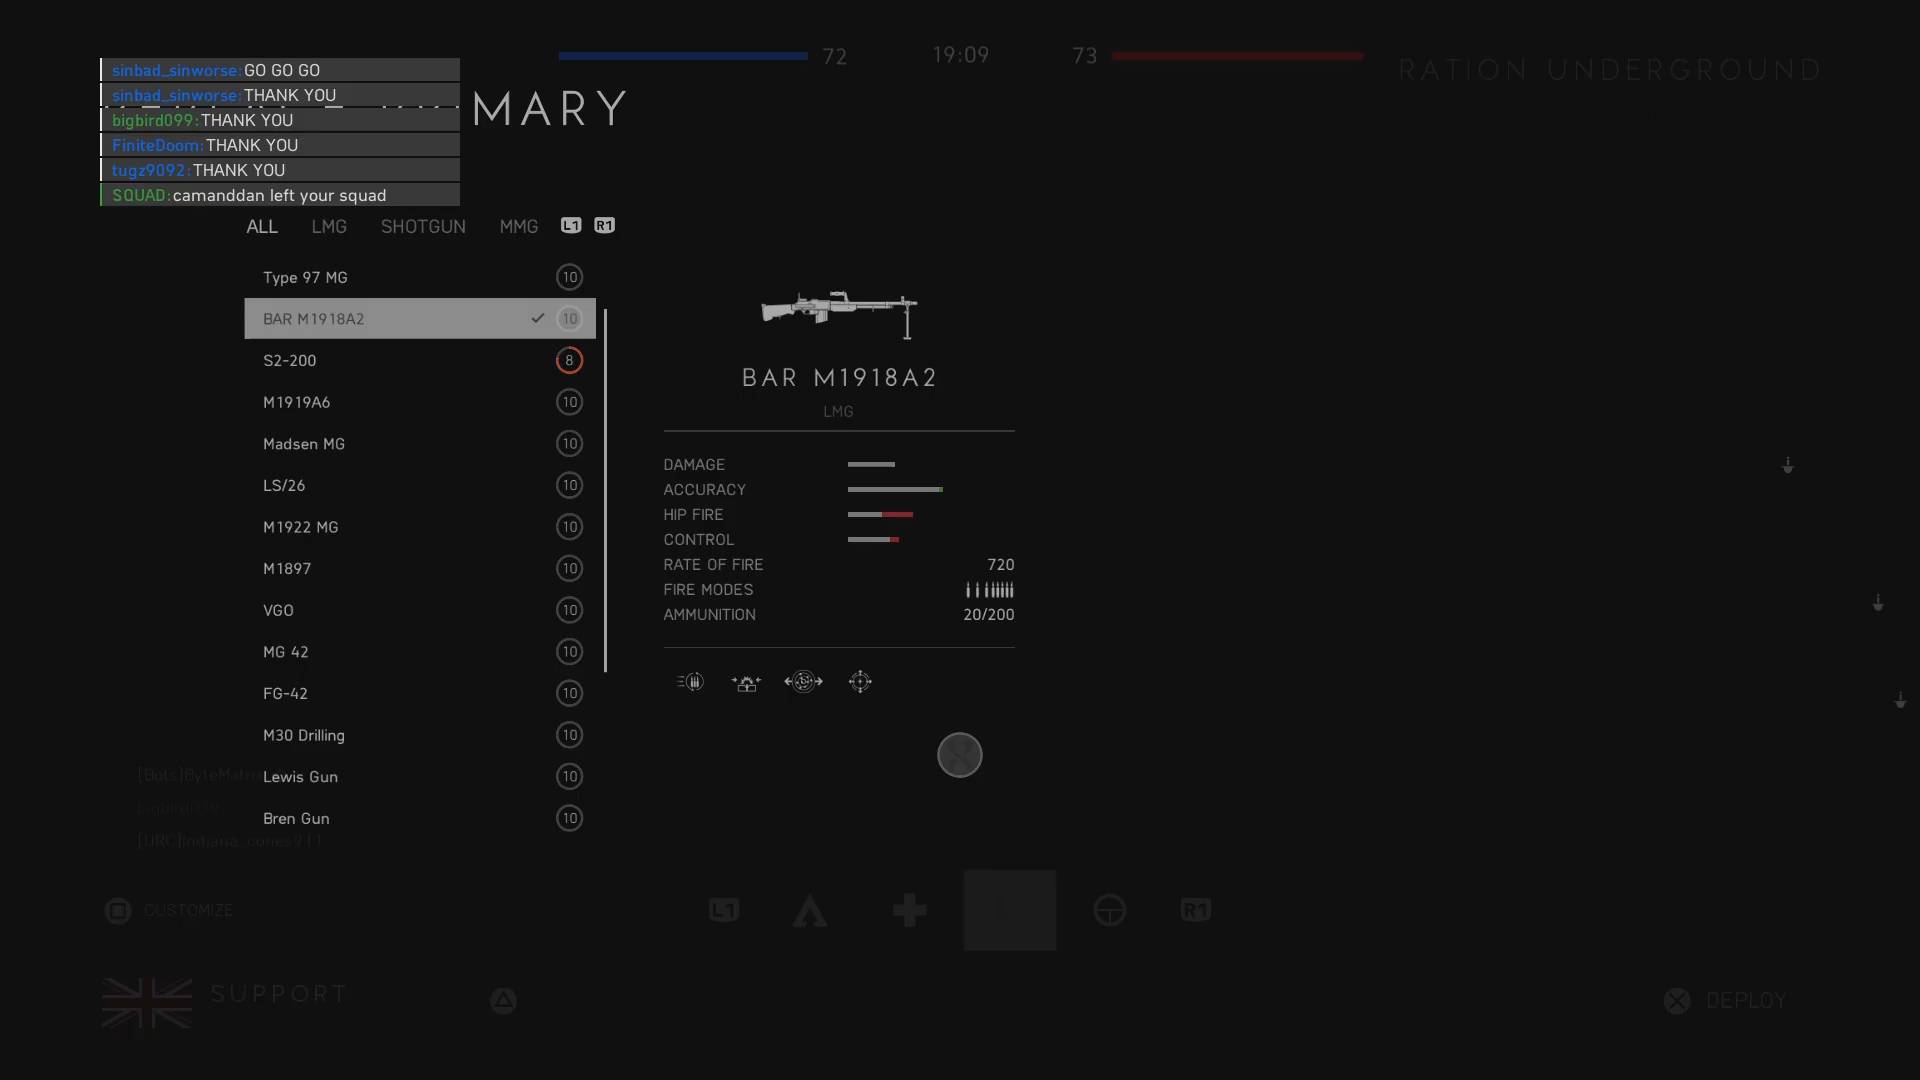 72
19:09
73
RATION UNDERGROUND
sinbad_sinworse:GO GO GO
sinbad_sinworse:THANK YOU
bigbird099:THANK YOU
FiniteDoom:THANK YOU
tugz9092:THANK YOU
SQUAD:camanddan left your squad
MARY
ALL LMG SHOTGUN MMG L1 R1
Type 97 MG 10
BAR M1918A2 10
S2-200 8
M1919A6 10
Madsen MG 10
LS/26 10
M1922 MG 10
M1897 10
VGO 10
MG 42 10
FG-42 10
M30 Drilling 10
Lewis Gun 10
Bren Gun 10
BAR M1918A2
LMG
DAMAGE
ACCURACY
HIP FIRE
CONTROL
RATE OF FIRE 720
FIRE MODES
AMMUNITION 20/200
bigbird099
CUSTOMIZE
L1 R1
SUPPORT
DEPLOY